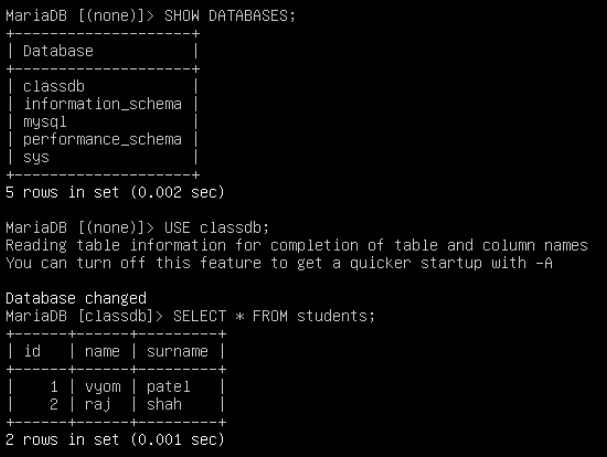 MariaDB [(none)]> SHOW DATABASES;
+--------------------+
| Database           |
+--------------------+
| classdb            |
| information_schema |
| mysql              |
| performance_schema |
| sys                |
+--------------------+
5 rows in set (0.002 sec)

MariaDB [(none)]> USE classdb;
Reading table information for completion of table and column names
You can turn off this feature to get a quicker startup with -A

Database changed
MariaDB [classdb]> SELECT * FROM students;
+------+------+---------+
| id   | name | surname |
+------+------+---------+
|    1 | vyom | patel   |
|    2 | raj  | shah    |
+------+------+---------+
2 rows in set (0.001 sec)